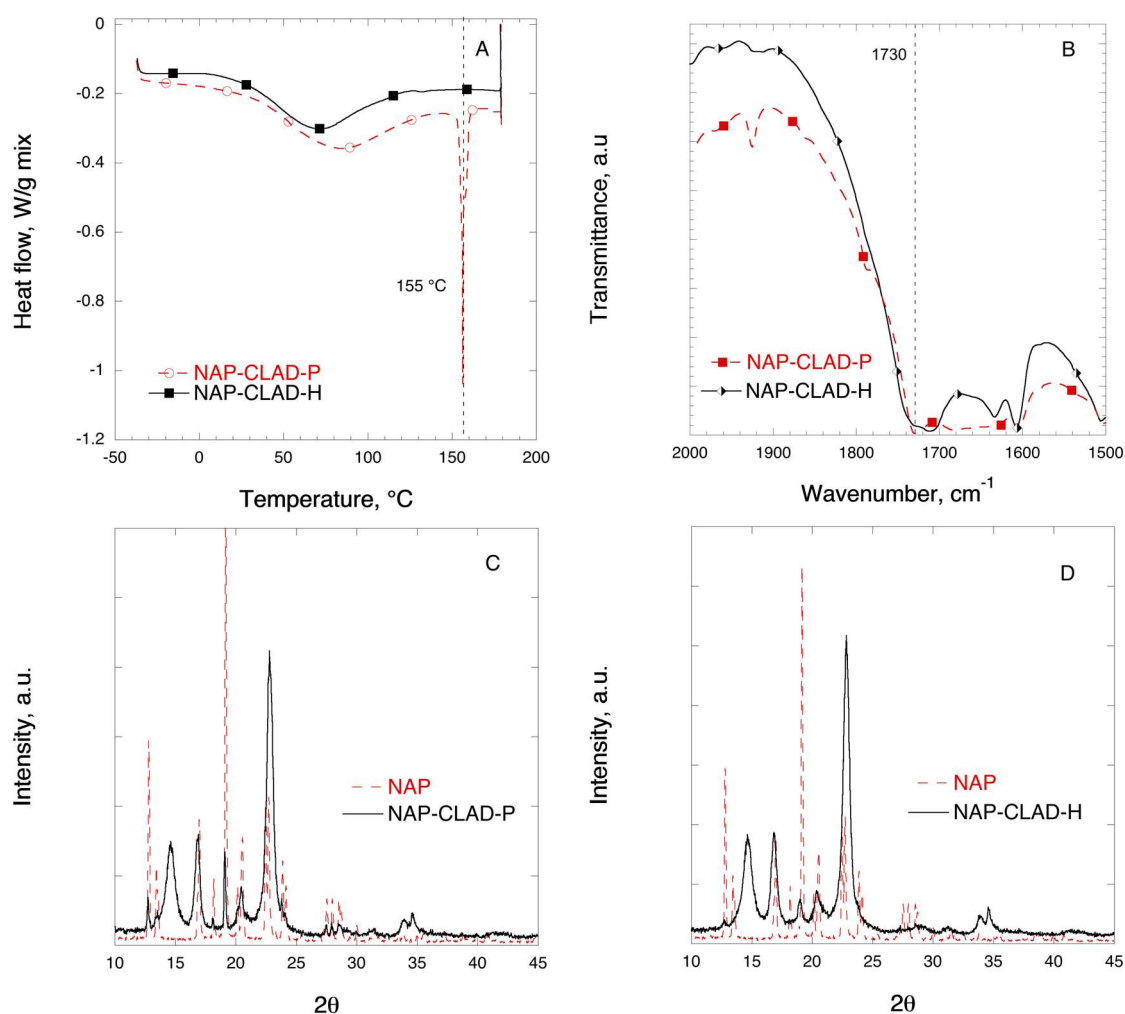 A
0
-0.2
-0.4
-0.6
-0.8
-1
-1.2
Heat flow, W/g mix
155 °C
NAP-CLAD-P
NAP-CLAD-H
-50 0 50 100 150 200
Temperature, °C
B
1730
Transmittance, a.u
NAP-CLAD-P
NAP-CLAD-H
2000 1900 1800 1700 1600 1500
Wavenumber, cm-1
C
Intensity, a.u.
NAP
NAP-CLAD-P
10 15 20 25 30 35 40 45
2θ
D
Intensity, a.u.
NAP
NAP-CLAD-H
10 15 20 25 30 35 40 45
2θ